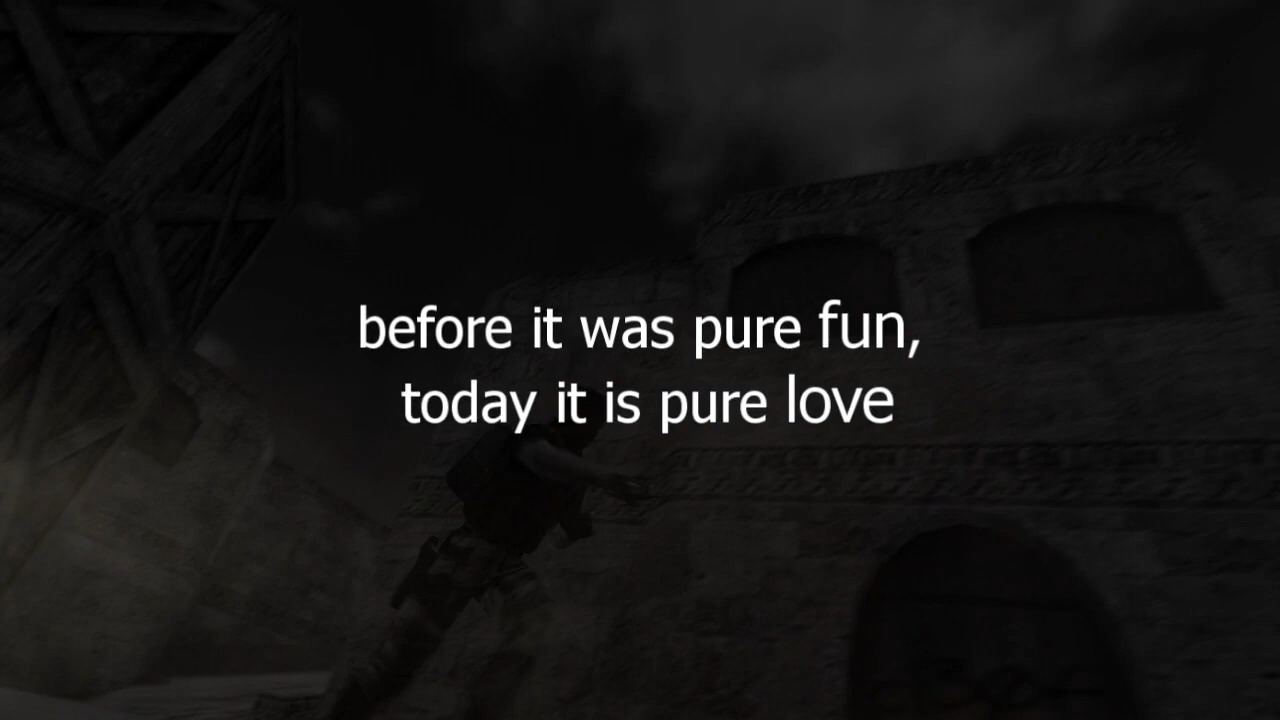 before it was pure fun,
today it is pure love